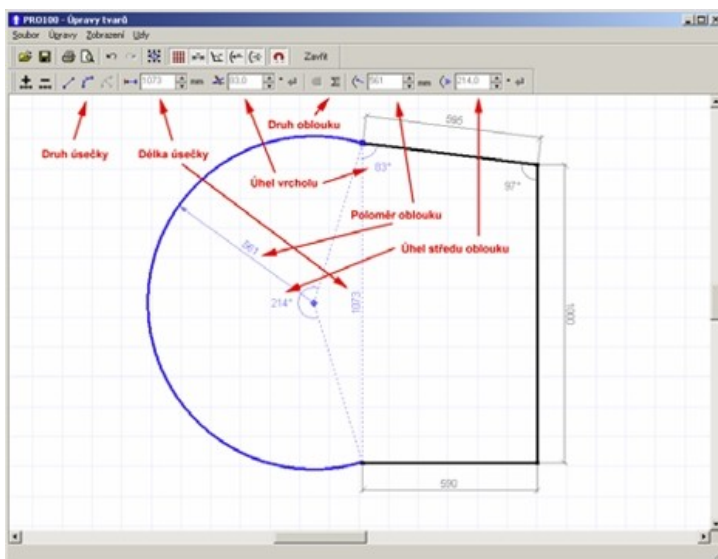 PRO100 - Úpravy tvarů
Soubor Úpravy Zobrazení Uzly
Zavřít
1073 mm 83,0 ° 561 mm 214,0 °
Druh úsečky
Délka úsečky
Druh oblouku
Úhel vrcholu
Poloměr oblouku
Úhel středu oblouku
595
83°
97°
561
214°
1073
1000
590